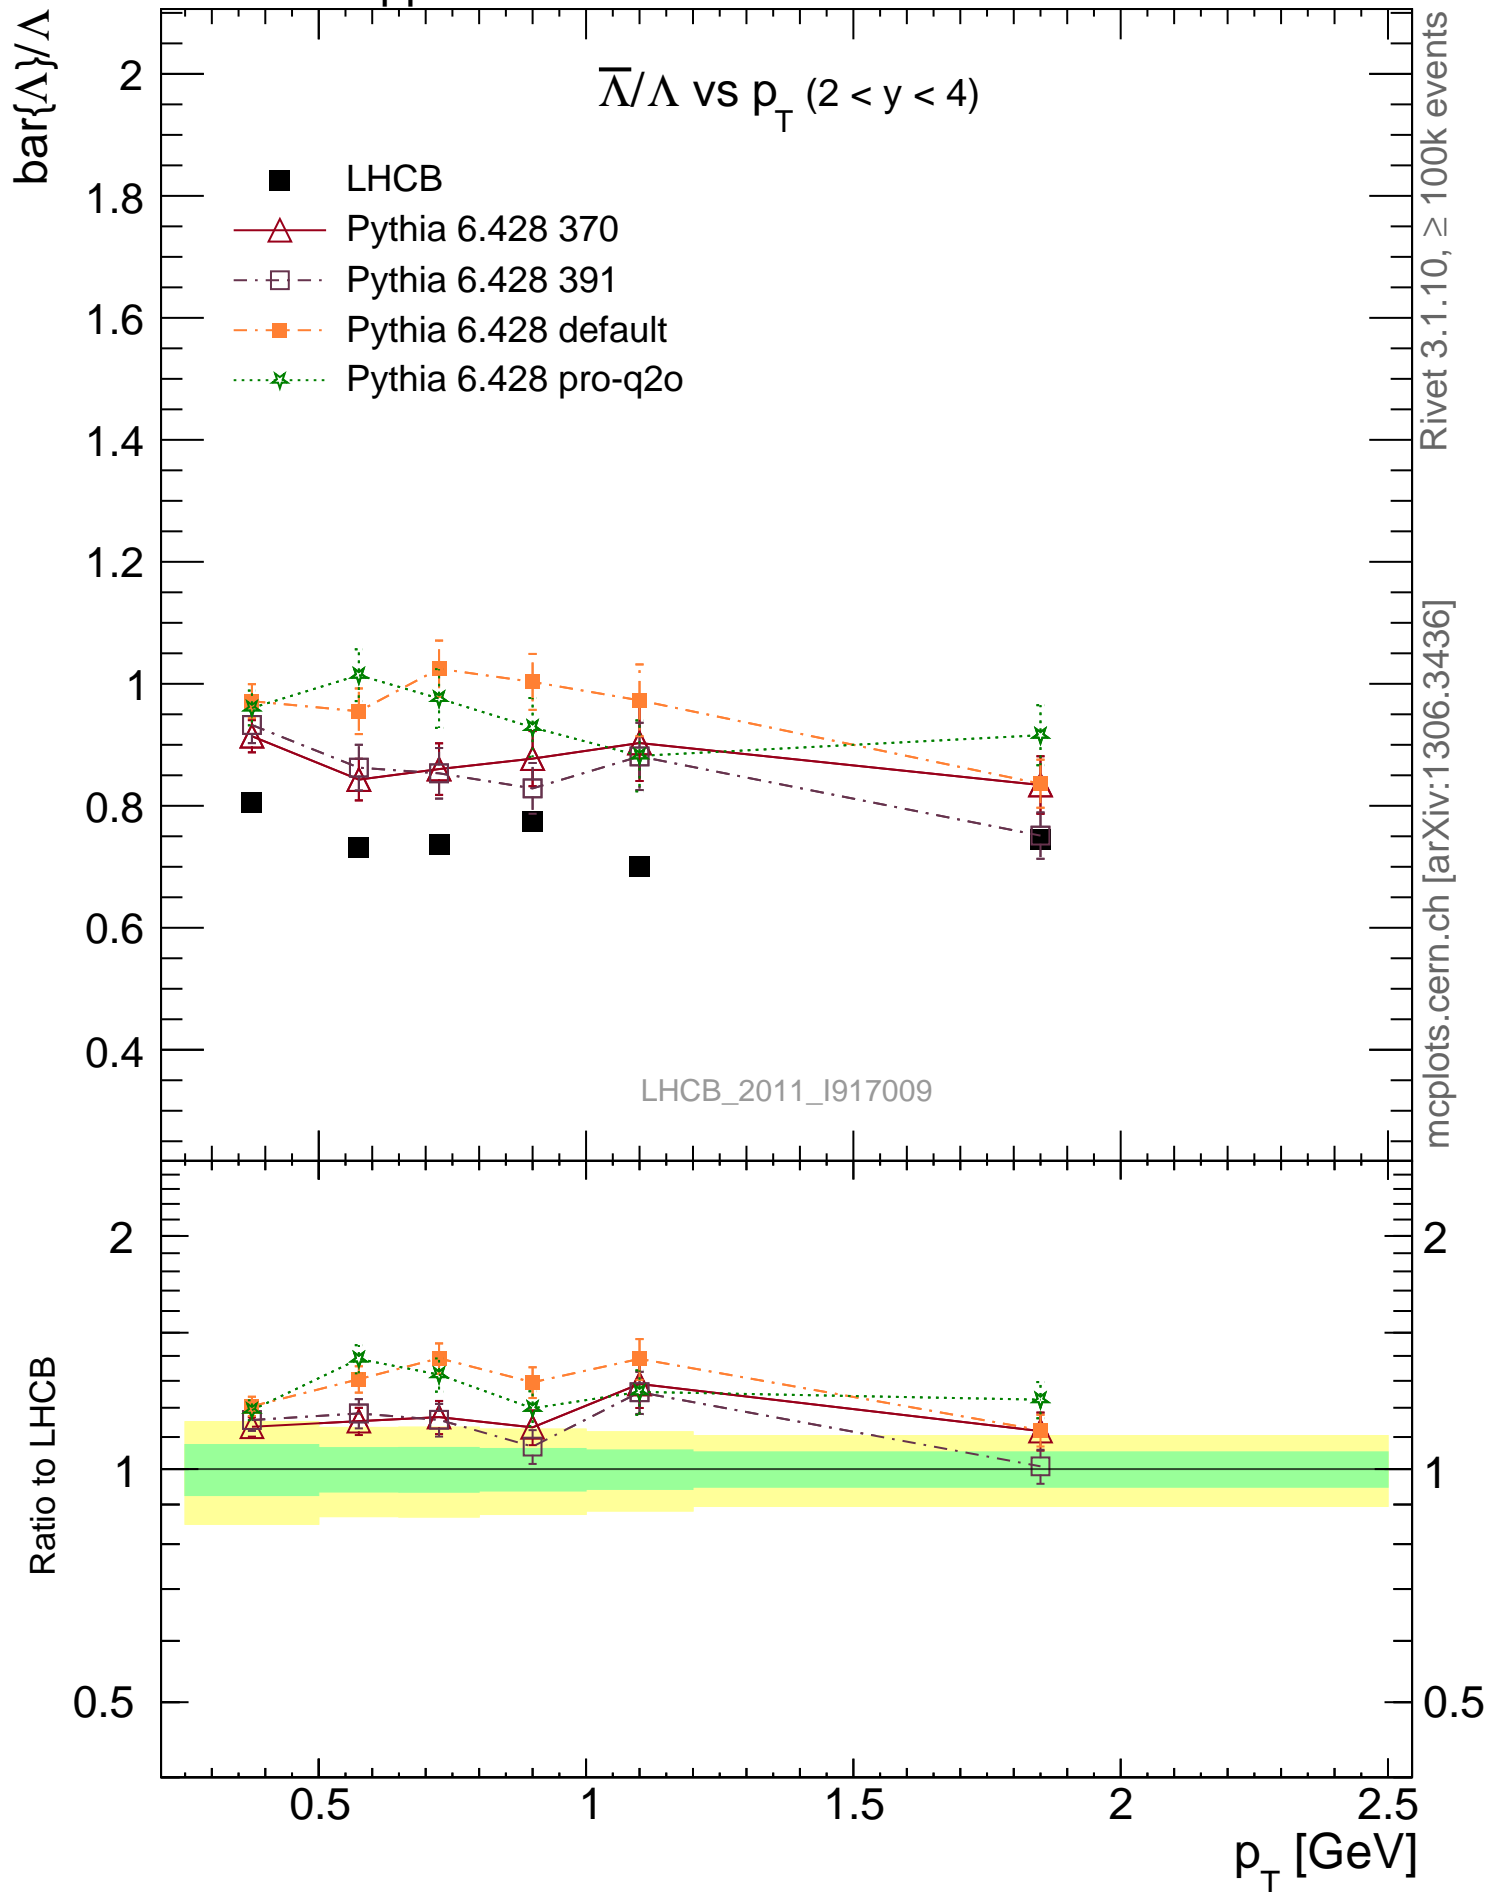 pp
bar{Λ}/Λ
Λ̅/Λ vs p_T (2 < y < 4)
LHCB
Pythia 6.428 370
Pythia 6.428 391
Pythia 6.428 default
Pythia 6.428 pro-q2o
2
1.8
1.6
1.4
1.2
1
0.8
0.6
0.4
LHCB_2011_I917009
Rivet 3.1.10, ≥ 100k events
mcplots.cern.ch [arXiv:1306.3436]
Ratio to LHCB
2
1
0.5
2
1
0.5
0.5
1
1.5
2
2.5
p_T [GeV]